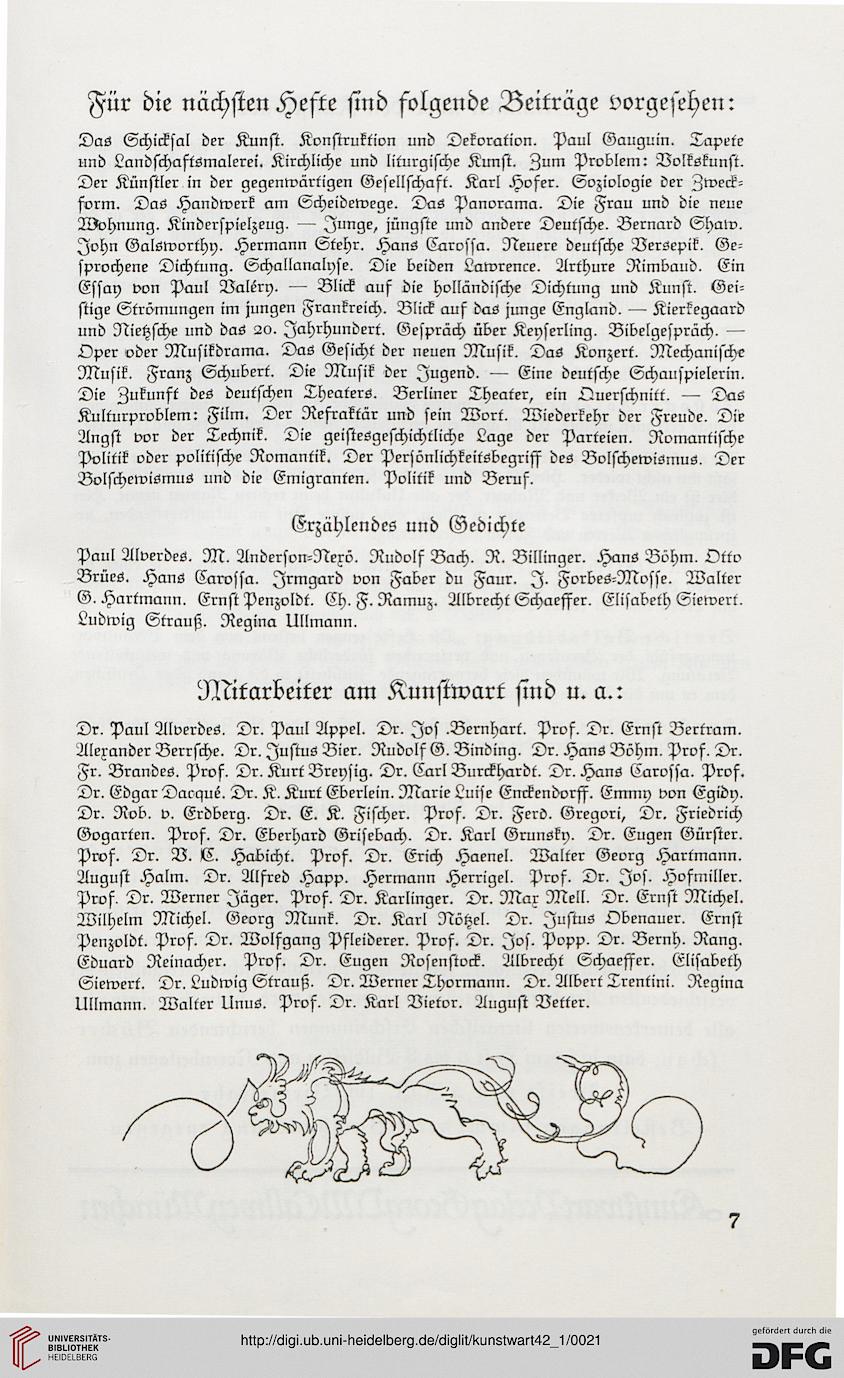 Für die nächsten Hefte sind folgende Beiträge vorgesehen:
Das Schicksal der Kunst. Konstruktion und Dekoration. Paul Gauguin. Tapete
und Landschaftsmalerei. Kirchliche und liturgische Kunst. Zum Problem: Volkskunst.
Der Künstler in der gegenwärtigen Gesellschaft. Karl Hofer. Soziologie der Zweck-
form. Das Handwerk am Scheidewege. Das Panorama. Die Frau und die neue
Wohnung. Kinderspielzeug. — Junge, jüngste und andere Deutsche. Bernard Shaw.
John Galsworthy. Hermann Stehr. Hans Carossa. Neuere deutsche Versepik. Ge-
sprochene Dichtung. Schallanalyse. Die beiden Lawrence. Arthure Rimbaud. Ein
Essay von Paul Valéry. — Blick auf die holländische Dichtung und Kunst. Gei-
stige Strömungen im jungen Frankreich. Blick auf das junge England. — Kierkegaard
und Nietzsche und das 20. Jahrhundert. Gespräch über Keyserling. Bibelgespräch. —
Oper oder Musikdrama. Das Gesicht der neuen Musik. Das Konzert. Mechanische
Musik. Franz Schubert. Die Musik der Jugend. — Eine deutsche Schauspielerin.
Die Zukunft des deutschen Theaters. Berliner Theater, ein Querschnitt. — Das
Kulturproblem: Film. Der Refraktär und sein Wort. Wiederkehr der Freude. Die
Angst vor der Technik. Die geistesgeschichtliche Lage der Parteien. Romantische
Politik oder politische Romantik. Der Persönlichkeitsbegriff des Bolschewismus. Der
Bolschewismus und die Emigranten. Politik und Beruf.
Erzählendes und Gedichte
Paul Alverdes. M. Anderson-Nexö. Rudolf Bach. R. Billinger. Hans Böhm. Otto
Brües. Hans Carossa. Irmgard von Faber du Faur. J. Forbes-Mosse. Walter
G. Hartmann. Ernst Penzoldt. Ch. F. Ramuz. Albrecht Schaeffer. Elisabeth Siewert.
Ludwig Strauß. Regina Ullmann.
Mitarbeiter am Kunstwart sind u. a.:
Dr. Paul Alverdes. Dr. Paul Appel. Dr. Jos .Bernhart. Prof. Dr. Ernst Bertram.
Alexander Berrsche. Dr. Justus Bier. Rudolf G. Binding. Dr. Hans Böhm. Prof. Dr.
Fr. Brandes. Prof. Dr. Kurt Breysig. Dr. Carl Burckhardt. Dr. Hans Carossa. Prof.
Dr. Edgar Dacqué. Dr. K. Kurt Eberlein. Marie Luise Enckendorff. Emmy von Egidy.
Dr. Rob. v. Erdberg. Dr. E. K. Fischer. Prof. Dr. Ferd. Gregori, Dr. Friedrich
Gogarten. Prof. Dr. Eberhard Grisebach. Dr. Karl Grunsky. Dr. Eugen Gürster.
Prof. Dr. V. C. Habicht. Prof. Dr. Erich Haenel. Walter Georg Hartmann.
August Halm. Dr. Alfred Happ. Hermann Herrigel. Prof. Dr. Jos. Hofmiller.
Prof. Dr. Werner Jäger. Prof. Dr. Karlinger. Dr. Max Mell. Dr. Ernst Michel.
Wilhelm Michel. Georg Munk. Dr. Karl Nötzel. Dr. Justus Obenauer. Ernst
Penzoldt. Prof. Dr. Wolfgang Pfleiderer. Prof. Dr. Jos. Popp. Dr. Bernh. Rang.
Eduard Reinacher. Prof. Dr. Eugen Rosenstock. Albrecht Schaeffer. Elisabeth
Siewert. Dr. Ludwig Strauß. Dr. Werner Thormann. Dr. Albert Trentini. Regina
Ullmann. Walter Unus. Prof. Dr. Karl Vietor. August Vetter.
7
UNIVERSITÄTS-
BIBLIOTHEK
HEIDELBERG
http://digi.ub.uni-heidelberg.de/diglit/kunstwart42_1/0021
gefördert durch die
DFG